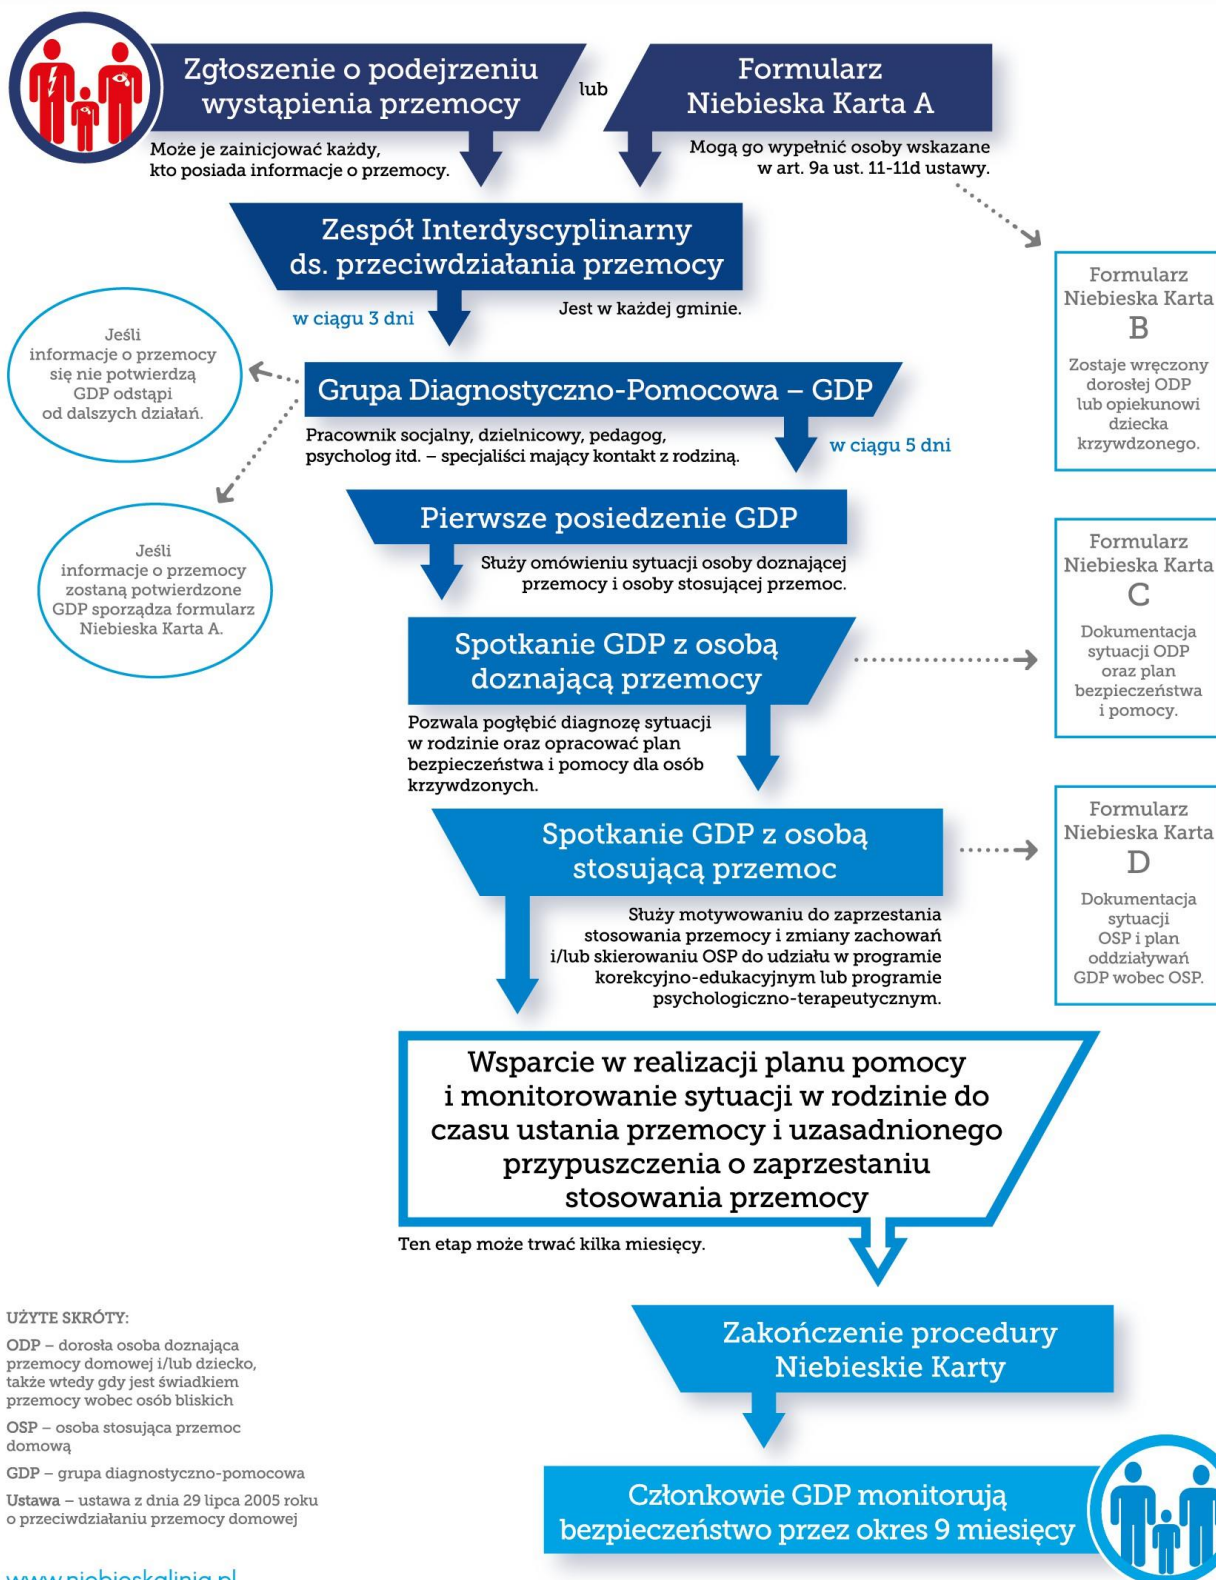 Zgłoszenie o podejrzeniu
wystąpienia przemocy
lub
Formularz
Niebieska Karta A
Może je zainicjować każdy,
kto posiada informacje o przemocy.
Mogą go wypełnić osoby wskazane
w art. 9a ust. 11-11d ustawy.
Zespół Interdyscyplinarny
ds. przeciwdziałania przemocy
w ciągu 3 dni
Jest w każdej gminie.
Formularz
Niebieska Karta
B
Zostaje wręczony
dorosłej ODP
lub opiekunowi
dziecka
krzywdzonego.
Jeśli
informacje o przemocy
się nie potwierdzą
GDP odstąpi
od dalszych działań.
Grupa Diagnostyczno-Pomocowa – GDP
Pracownik socjalny, dzielnicowy, pedagog,
psycholog itd. – specjaliści mający kontakt z rodziną.
w ciągu 5 dni
Jeśli
informacje o przemocy
zostaną potwierdzone
GDP sporządza formularz
Niebieska Karta A.
Pierwsze posiedzenie GDP
Służy omówieniu sytuacji osoby doznającej
przemocy i osoby stosującej przemoc.
Formularz
Niebieska Karta
C
Dokumentacja
sytuacji ODP
oraz plan
bezpieczeństwa
i pomocy.
Spotkanie GDP z osobą
doznającą przemocy
Pozwala pogłębić diagnozę sytuacji
w rodzinie oraz opracować plan
bezpieczeństwa i pomocy dla osób
krzywdzonych.
Spotkanie GDP z osobą
stosującą przemoc
Służy motywowaniu do zaprzestania
stosowania przemocy i zmiany zachowań
i/lub skierowaniu OSP do udziału w programie
korekcyjno-edukacyjnym lub programie
psychologiczno-terapeutycznym.
Formularz
Niebieska Karta
D
Dokumentacja
sytuacji
OSP i plan
oddziaływań
GDP wobec OSP.
Wsparcie w realizacji planu pomocy
i monitorowanie sytuacji w rodzinie do
czasu ustania przemocy i uzasadnionego
przypuszczenia o zaprzestaniu
stosowania przemocy
Ten etap może trwać kilka miesięcy.
Zakończenie procedury
Niebieskie Karty
Członkowie GDP monitorują
bezpieczeństwo przez okres 9 miesięcy
UŻYTE SKRÓTY:
ODP – dorosła osoba doznająca
przemocy domowej i/lub dziecko,
także wtedy gdy jest świadkiem
przemocy wobec osób bliskich
OSP – osoba stosująca przemoc
domową
GDP – grupa diagnostyczno-pomocowa
Ustawa – ustawa z dnia 29 lipca 2005 roku
o przeciwdziałaniu przemocy domowej
www.niebieskalinia.pl